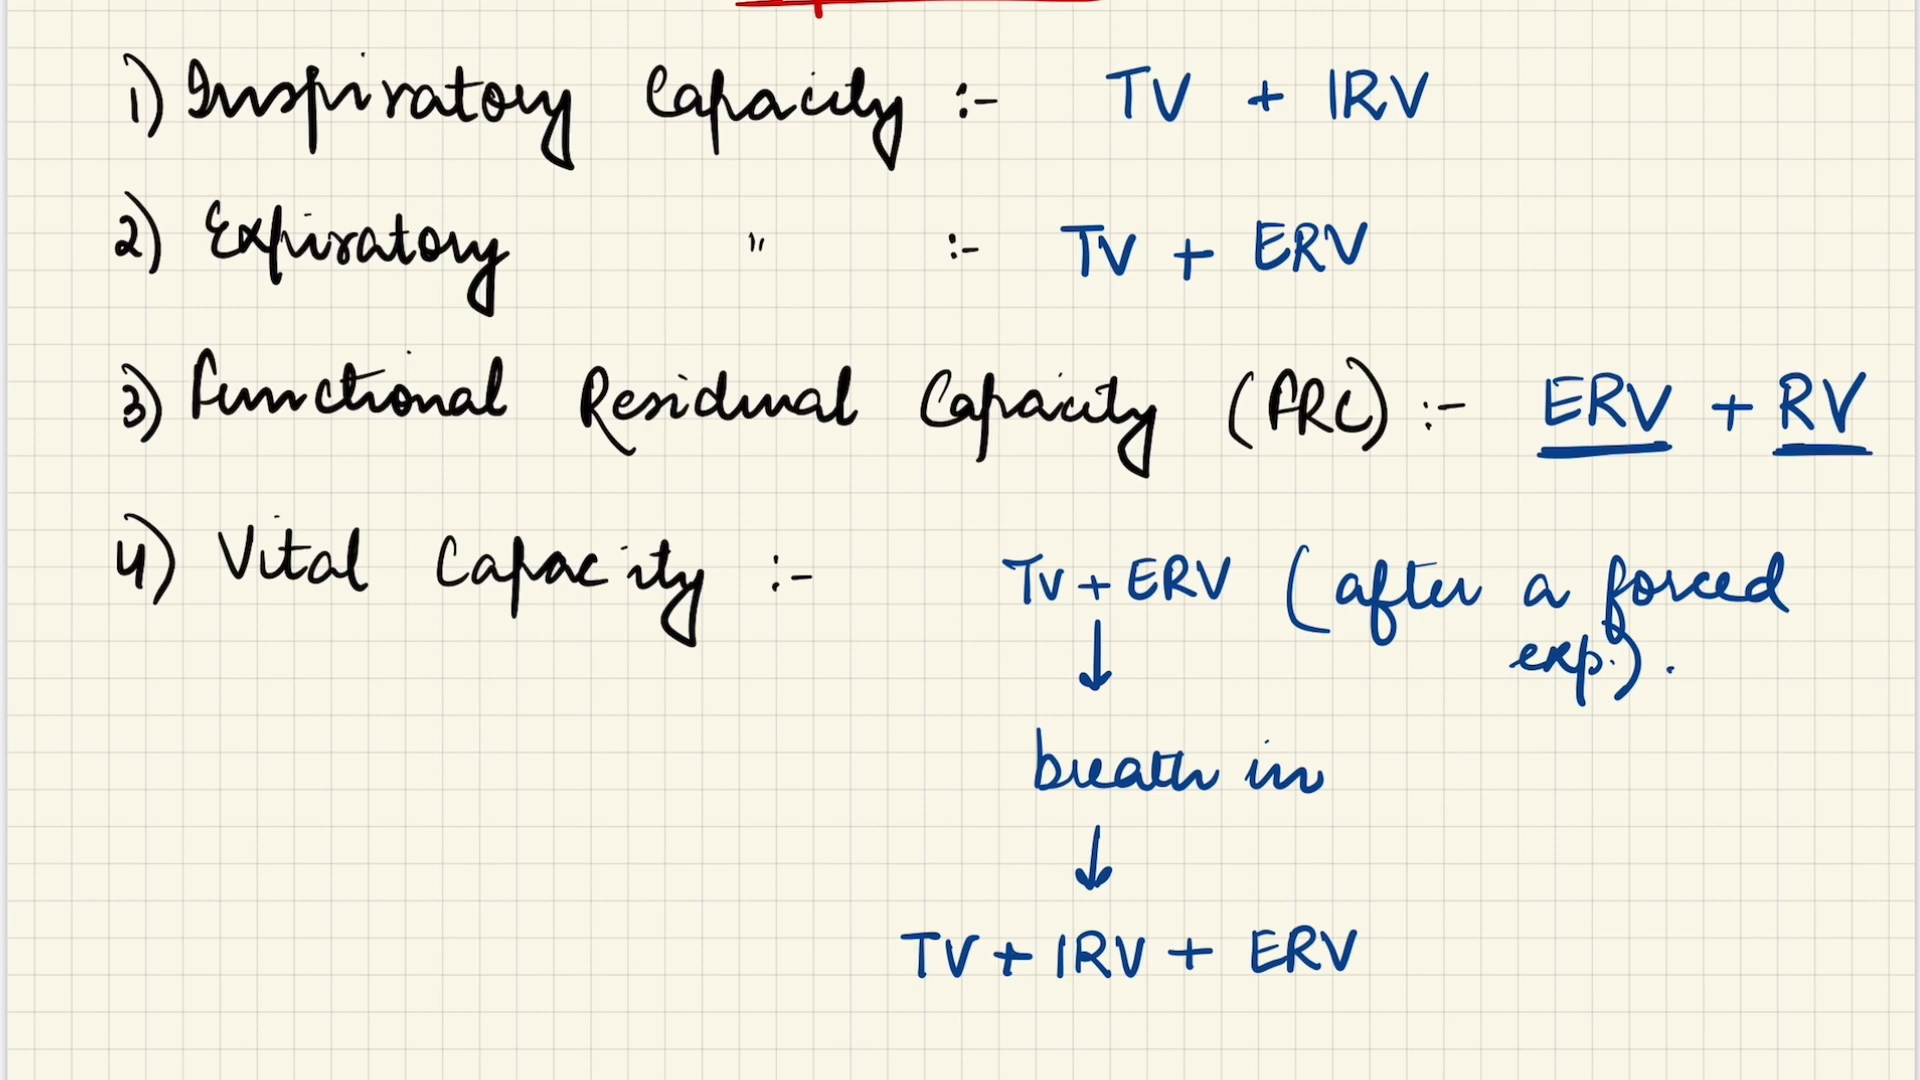 1) Inspiratory Capacity :- TV + IRV
2) Expiratory " :- TV + ERV
3) Functional Residual Capacity (FRC) :- ERV + RV
4) Vital Capacity :- TV + ERV (after a forced
exp.).
↓
breath in
↓
TV + IRV + ERV